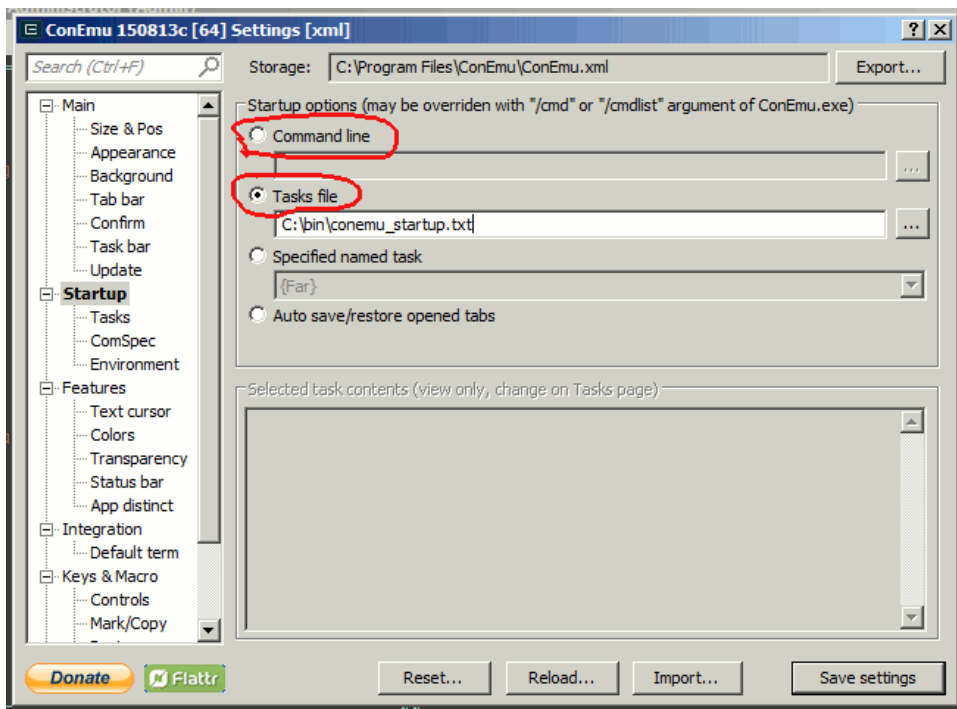 Administrator (Admin)
ConEmu 150813c [64] Settings [xml]
Search (Ctrl+F)
Storage: C:\Program Files\ConEmu\ConEmu.xml Export...
Main
Size & Pos
Appearance
Background
Tab bar
Confirm
Task bar
Update
Startup
Tasks
ComSpec
Environment
Features
Text cursor
Colors
Transparency
Status bar
App distinct
Integration
Default term
Keys & Macro
Controls
Mark/Copy
Startup options (may be overriden with "/cmd" or "/cmdlist" argument of ConEmu.exe)
Command line
...
Tasks file
C:\bin\conemu_startup.txt ...
Specified named task
{Far}
Auto save/restore opened tabs
Selected task contents (view only, change on Tasks page)
Donate Flattr Reset... Reload... Import... Save settings